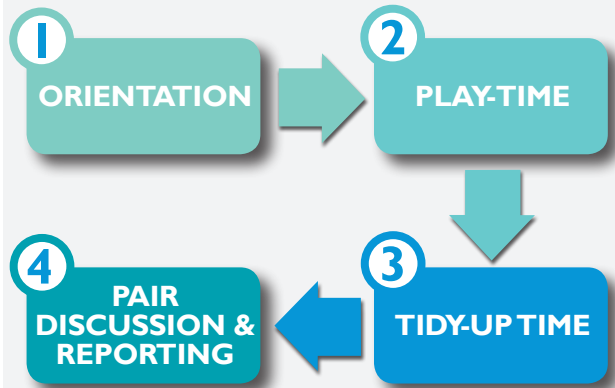 1
ORIENTATION
2
PLAY-TIME
3
TIDY-UP TIME
4
PAIR
DISCUSSION &
REPORTING